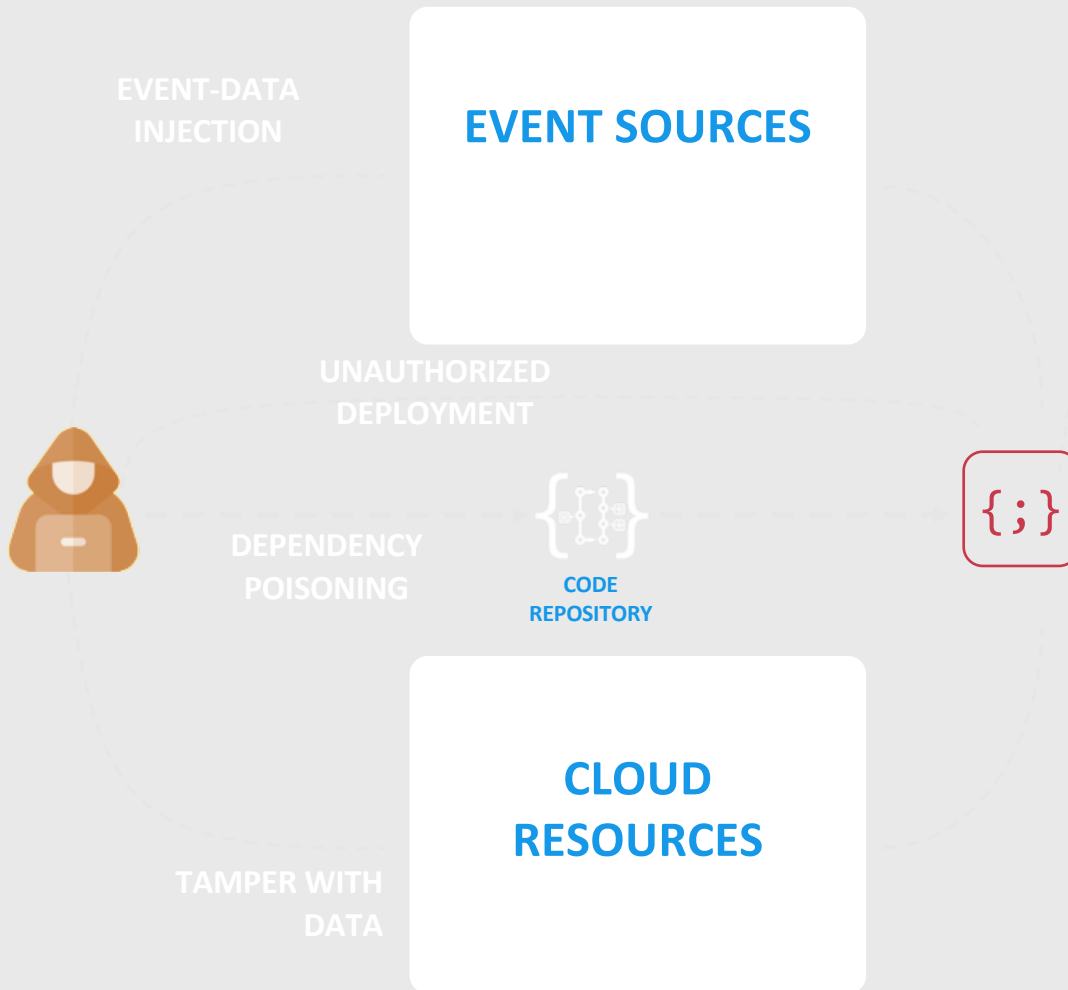 EVENT-DATA
INJECTION
EVENT SOURCES
UNAUTHORIZED
DEPLOYMENT
{;}
DEPENDENCY
POISONING
CODE
REPOSITORY
CLOUD
RESOURCES
TAMPER WITH
DATA